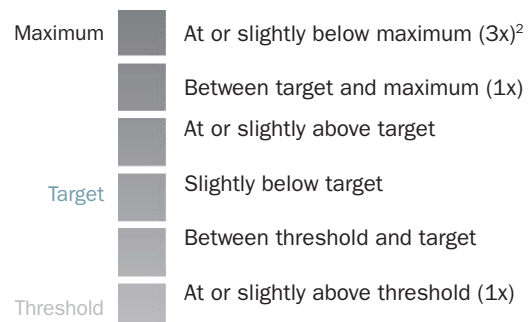 Maximum At or slightly below maximum (3x)²
Between target and maximum (1x)
At or slightly above target
Target Slightly below target
Between threshold and target
Threshold At or slightly above threshold (1x)